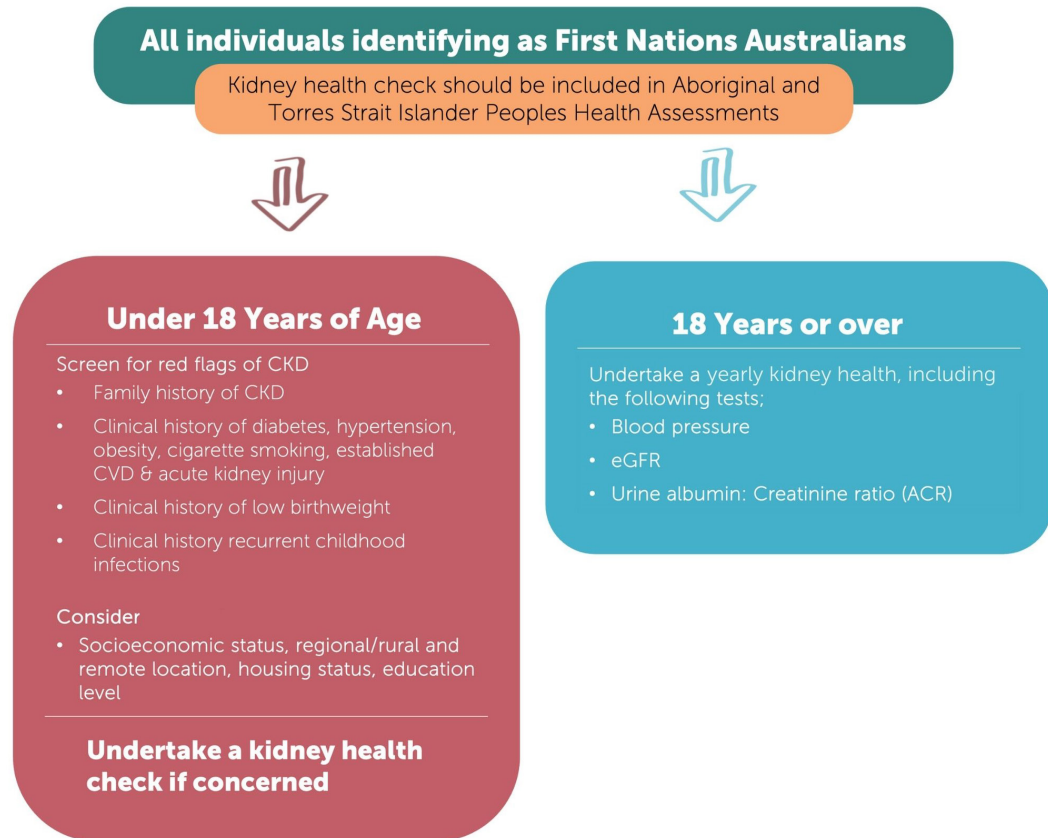 All individuals identifying as First Nations Australians
Kidney health check should be included in Aboriginal and
Torres Strait Islander Peoples Health Assessments
Under 18 Years of Age
Screen for red flags of CKD
• Family history of CKD
• Clinical history of diabetes, hypertension,
obesity, cigarette smoking, established
CVD & acute kidney injury
• Clinical history of low birthweight
• Clinical history recurrent childhood
infections
Consider
• Socioeconomic status, regional/rural and
remote location, housing status, education
level
Undertake a kidney health
check if concerned
18 Years or over
Undertake a yearly kidney health, including
the following tests;
• Blood pressure
• eGFR
• Urine albumin: Creatinine ratio (ACR)